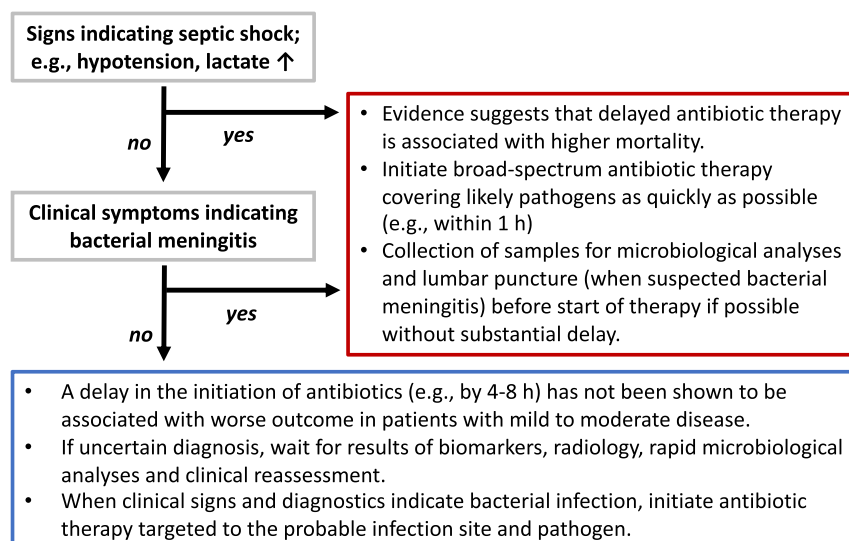 Signs indicating septic shock;
e.g., hypotension, lactate ↑
yes
no
• Evidence suggests that delayed antibiotic therapy
is associated with higher mortality.
• Initiate broad-spectrum antibiotic therapy
covering likely pathogens as quickly as possible
(e.g., within 1 h)
• Collection of samples for microbiological analyses
and lumbar puncture (when suspected bacterial
meningitis) before start of therapy if possible
without substantial delay.
Clinical symptoms indicating
bacterial meningitis
yes
no
• A delay in the initiation of antibiotics (e.g., by 4-8 h) has not been shown to be
associated with worse outcome in patients with mild to moderate disease.
• If uncertain diagnosis, wait for results of biomarkers, radiology, rapid microbiological
analyses and clinical reassessment.
• When clinical signs and diagnostics indicate bacterial infection, initiate antibiotic
therapy targeted to the probable infection site and pathogen.